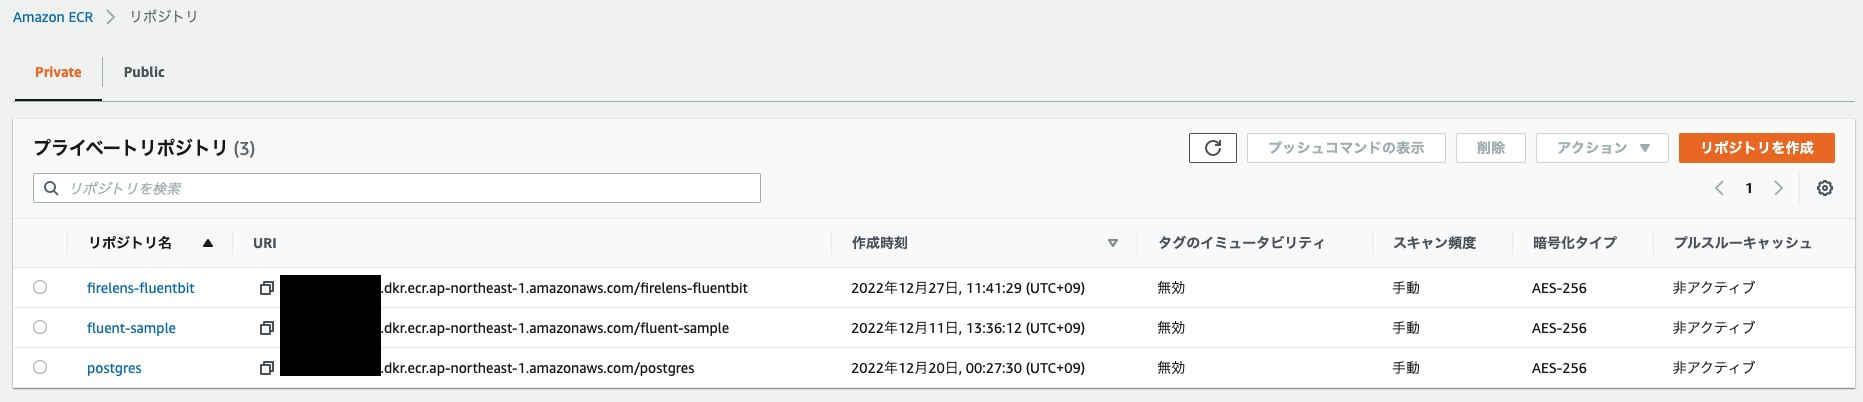 Amazon ECR > リポジトリ
Private Public
プライベートリポジトリ (3) プッシュコマンドの表示 削除 アクション ▼ リポジトリを作成
リポジトリを検索 < 1 >
リポジトリ名 ▲ URI 作成時刻 ▽ タグのイミュータビリティ スキャン頻度 暗号化タイプ プルスルーキャッシュ
firelens-fluentbit .dkr.ecr.ap-northeast-1.amazonaws.com/firelens-fluentbit 2022年12月27日, 11:41:29 (UTC+09) 無効 手動 AES-256 非アクティブ
fluent-sample .dkr.ecr.ap-northeast-1.amazonaws.com/fluent-sample 2022年12月11日, 13:36:12 (UTC+09) 無効 手動 AES-256 非アクティブ
postgres .dkr.ecr.ap-northeast-1.amazonaws.com/postgres 2022年12月20日, 00:27:30 (UTC+09) 無効 手動 AES-256 非アクティブ